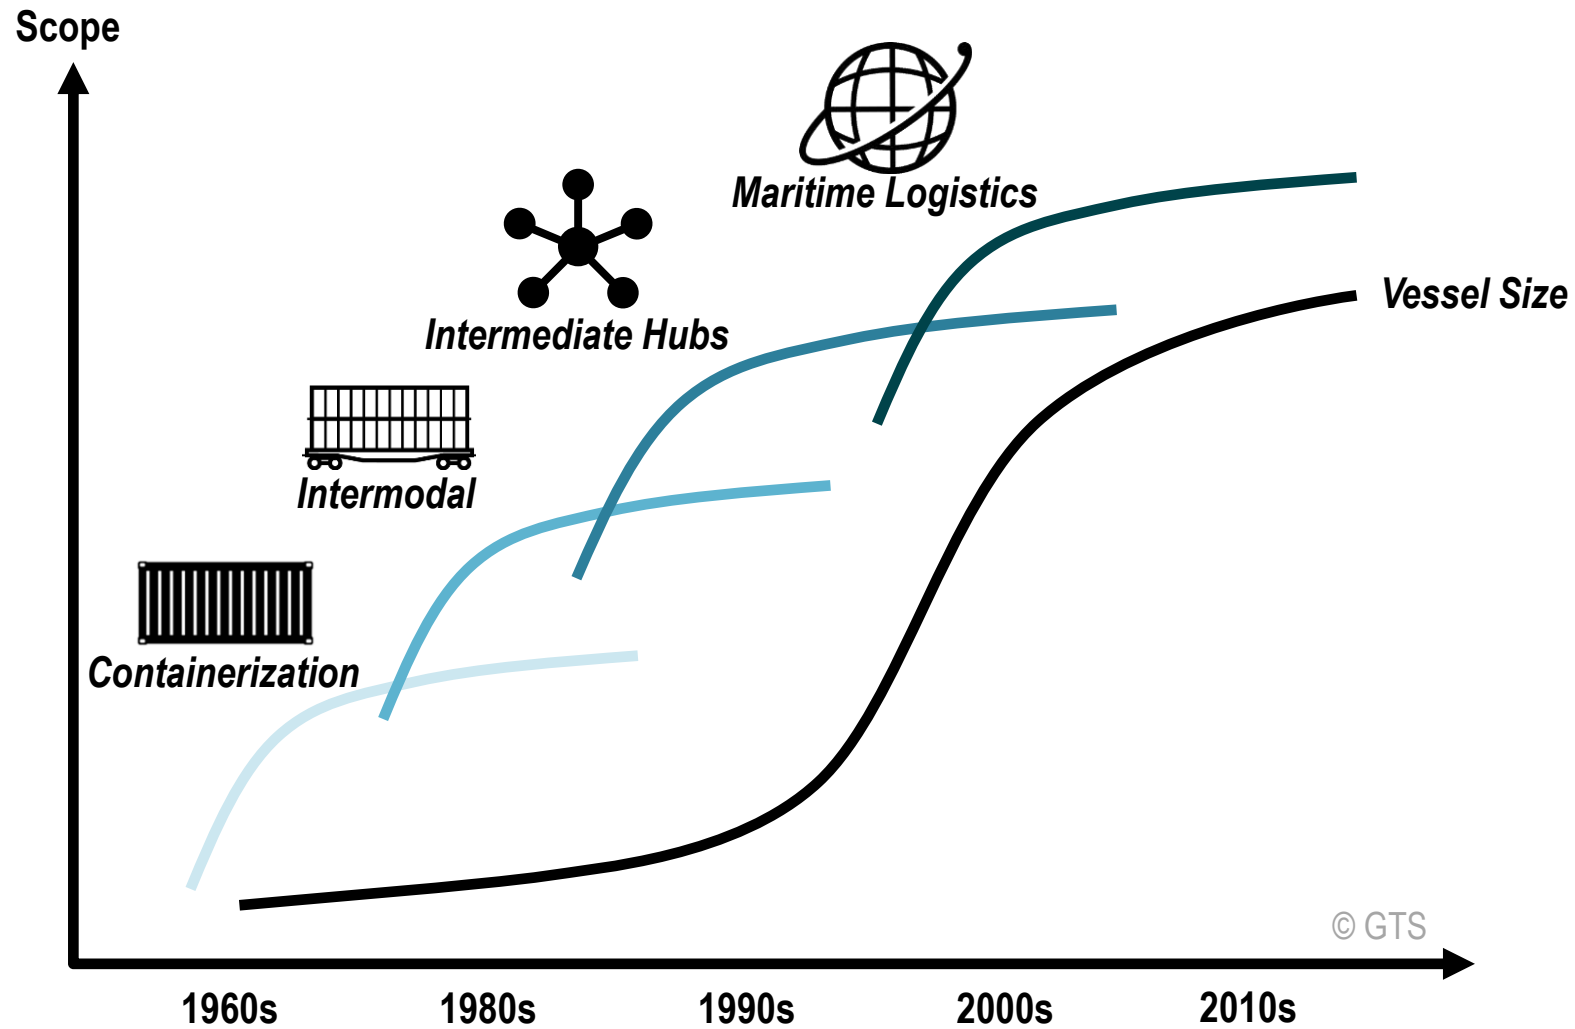 Scope
Maritime Logistics
Vessel Size
Intermediate Hubs
Intermodal
Containerization
© GTS
1960s 1980s 1990s 2000s 2010s